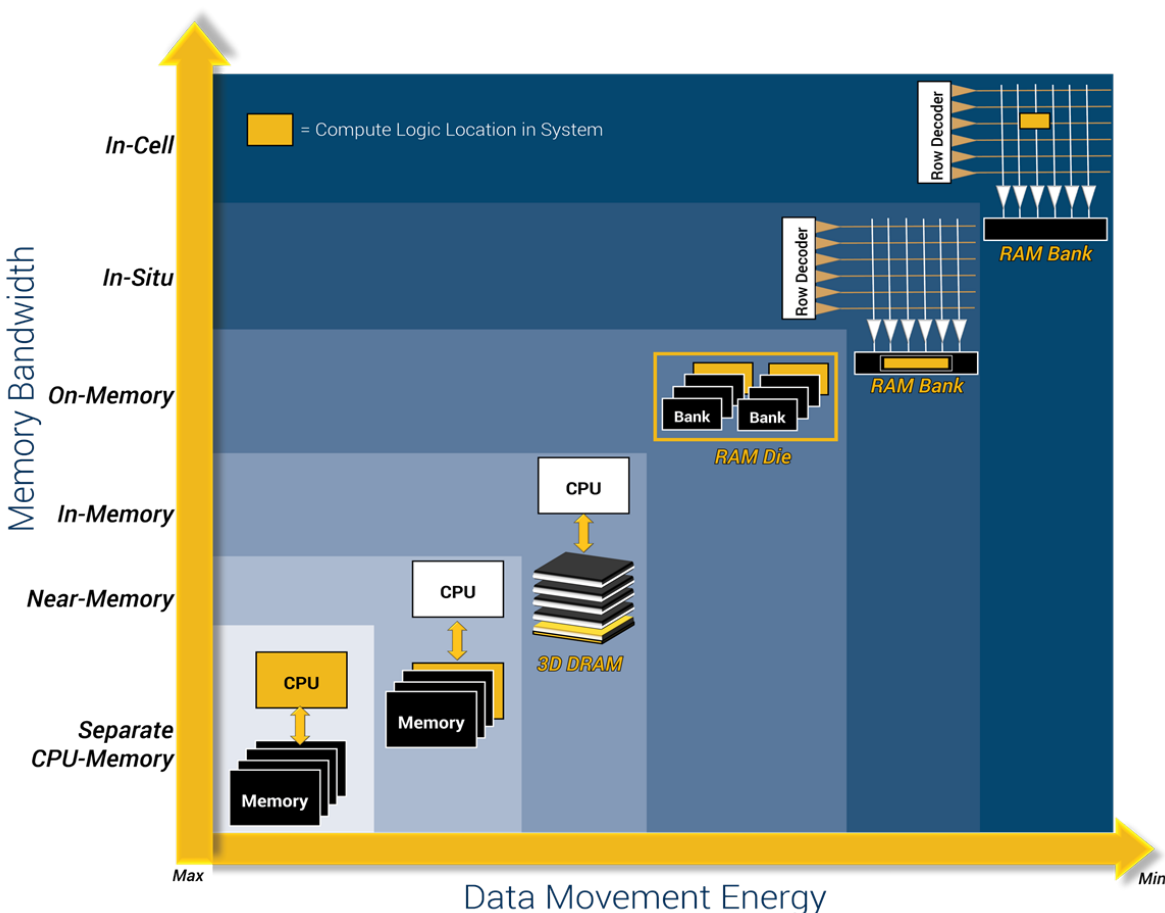 Memory Bandwidth
In-Cell
In-Situ
On-Memory
In-Memory
Near-Memory
Separate
CPU-Memory
= Compute Logic Location in System
Row Decoder
RAM Bank
Row Decoder
RAM Bank
Bank
Bank
RAM Die
CPU
3D DRAM
CPU
Memory
CPU
Memory
Max
Min
Data Movement Energy